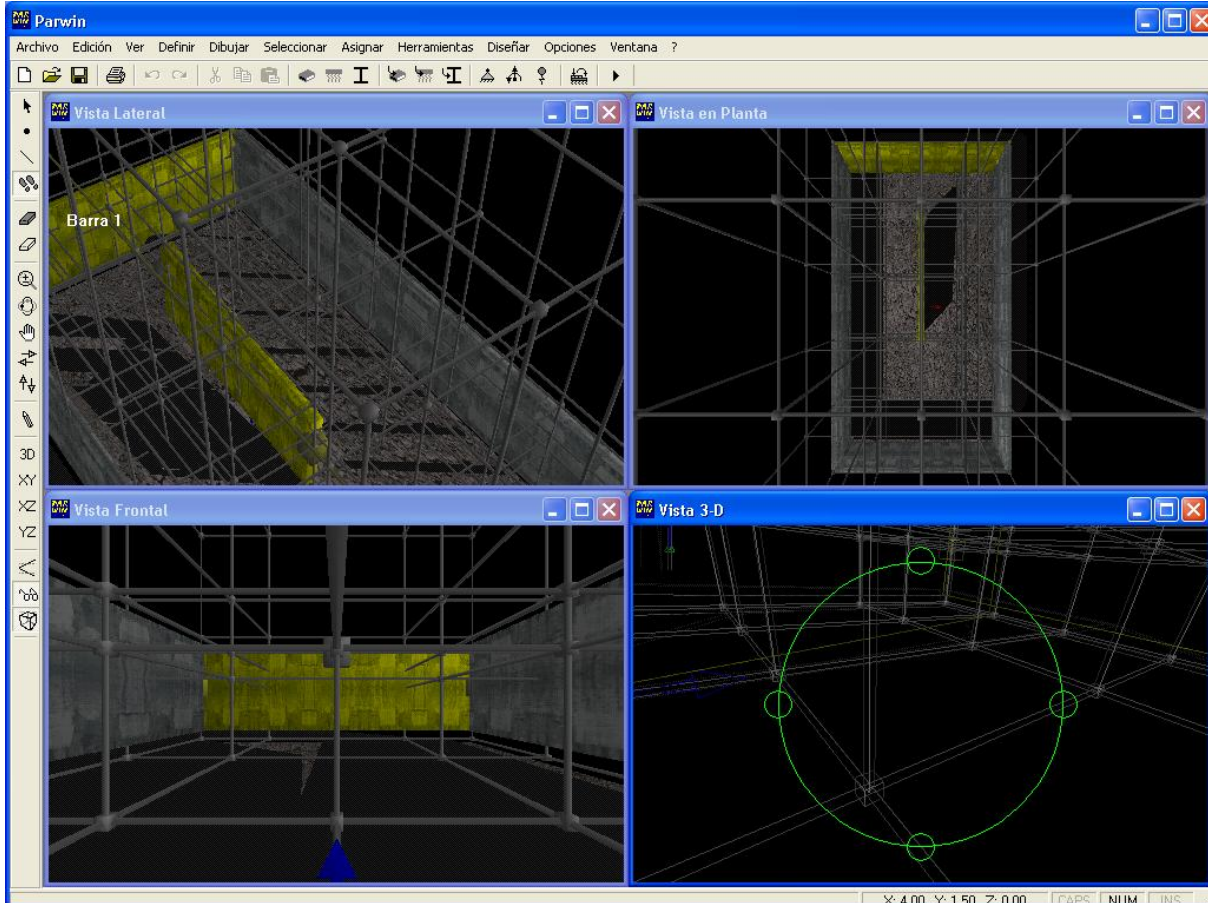 Parwin
Archivo Edición Ver Definir Dibujar Seleccionar Asignar Herramientas Diseñar Opciones Ventana ?
Vista Lateral
Vista en Planta
Barra 1
3D
XY
XZ
YZ
Vista Frontal
Vista 3-D
X: 4.00 Y: 1.50 Z: 0.00 CAPS NUM INS